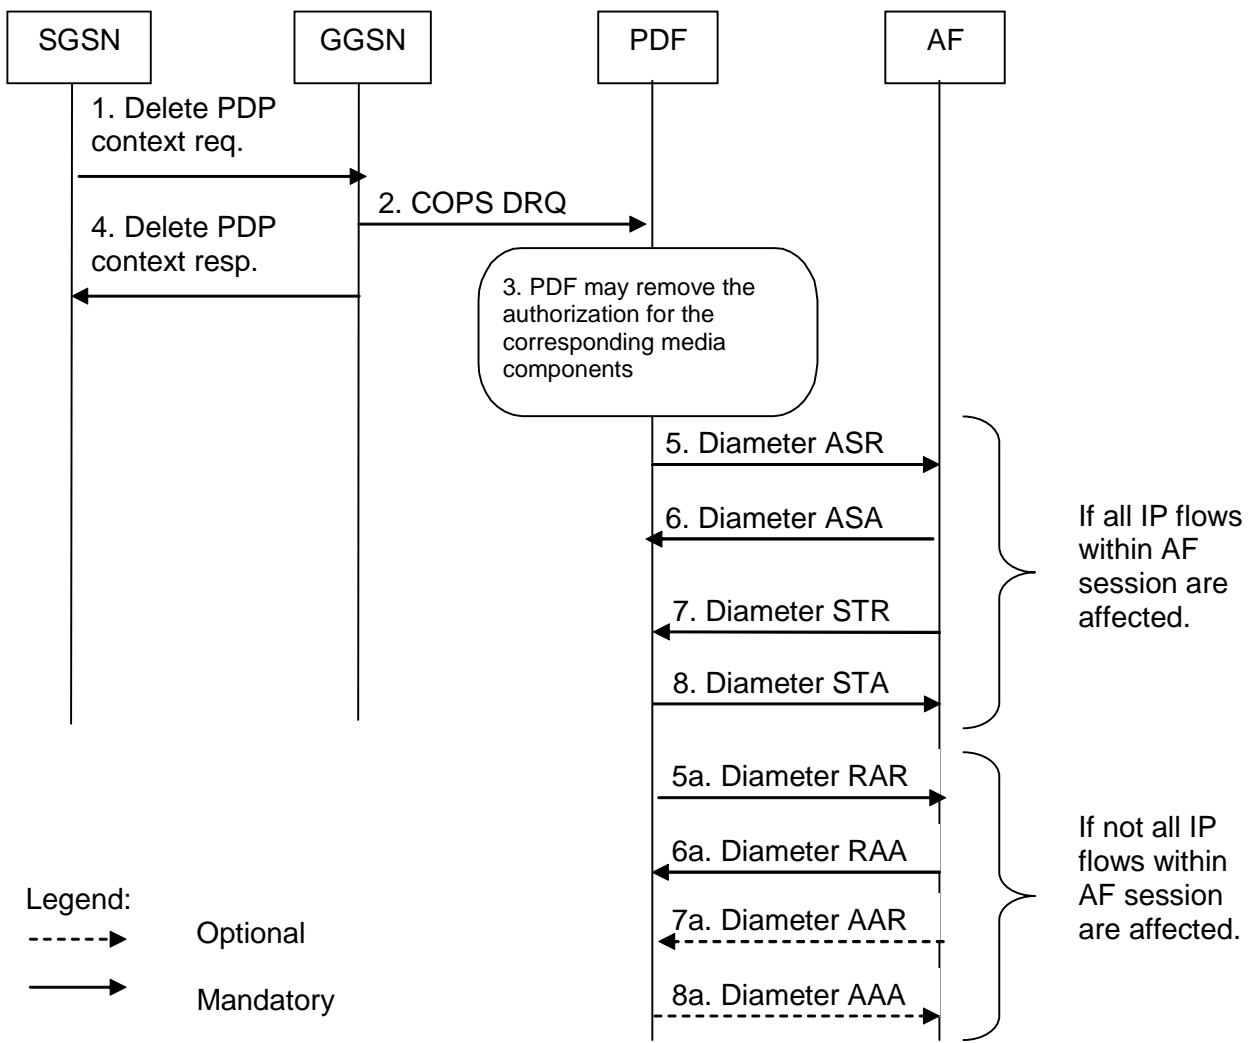 SGSN
GGSN
PDF
AF
1. Delete PDP
context req.
2. COPS DRQ
4. Delete PDP
context resp.
3. PDF may remove the
authorization for the
corresponding media
components
5. Diameter ASR
6. Diameter ASA
7. Diameter STR
8. Diameter STA
If all IP flows
within AF
session are
affected.
5a. Diameter RAR
6a. Diameter RAA
7a. Diameter AAR
8a. Diameter AAA
If not all IP
flows within
AF session
are affected.
Legend:
Optional
Mandatory